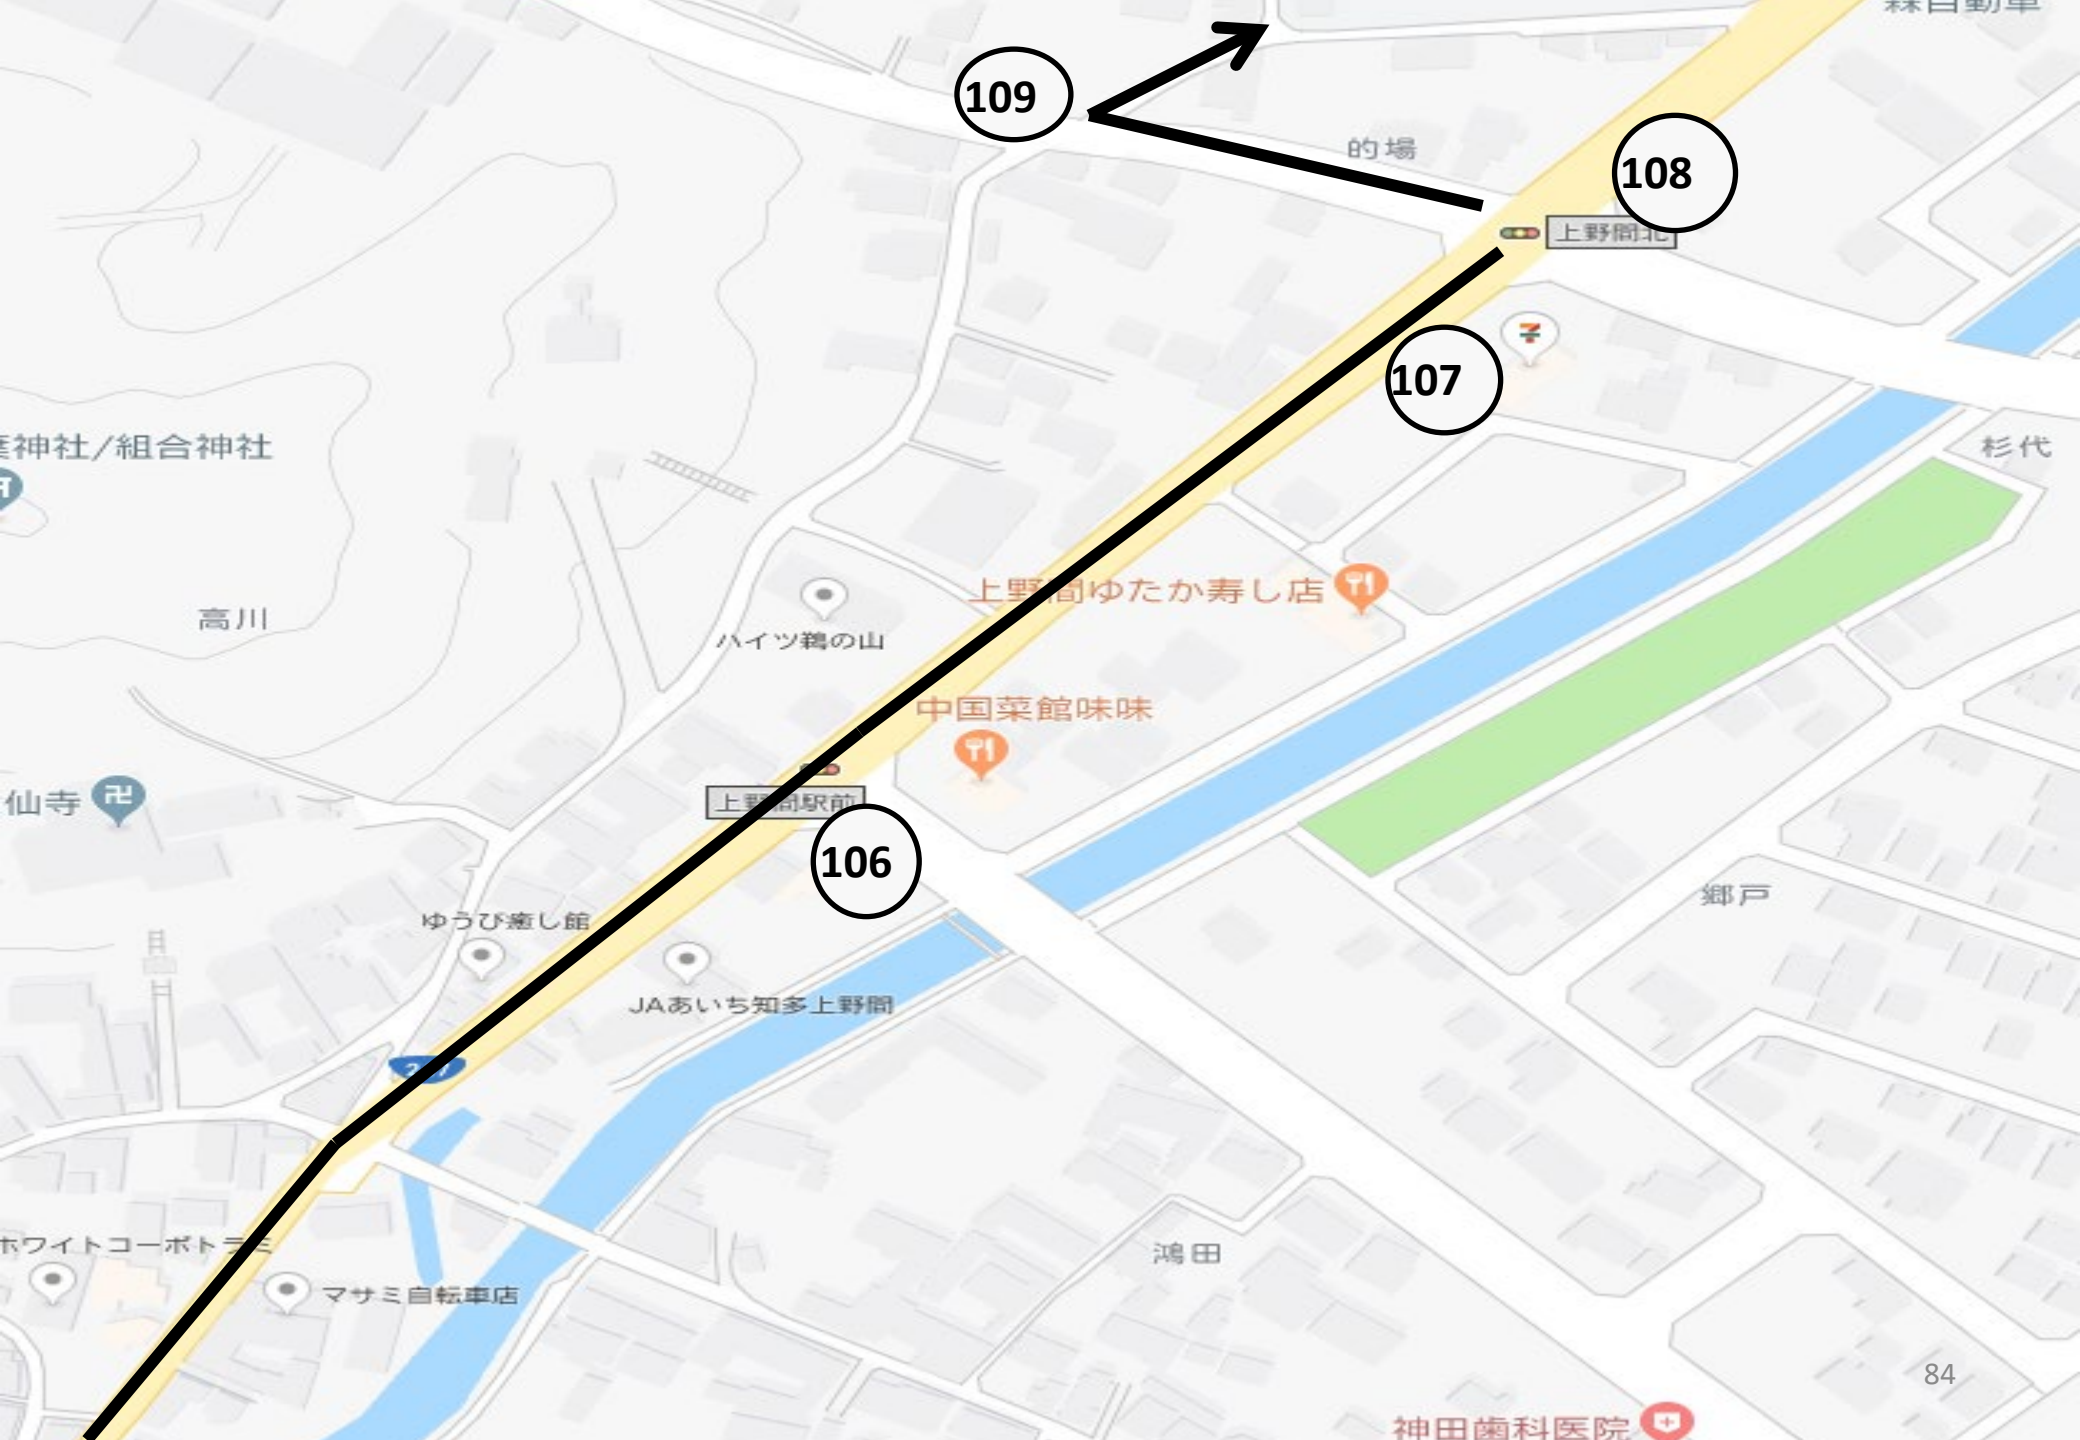 109
的場
108
上野間北
107
神社/組合神社
杉代
上野間ゆたか寿し店
高川
ハイツ鵜の山
中国菜館味味
仙寺
上野間駅前
106
郷戸
ゆうび癒し館
JAあいち知多上野間
鴻田
ホワイトコーポトラミ
マサミ自転車店
84
神田歯科医院